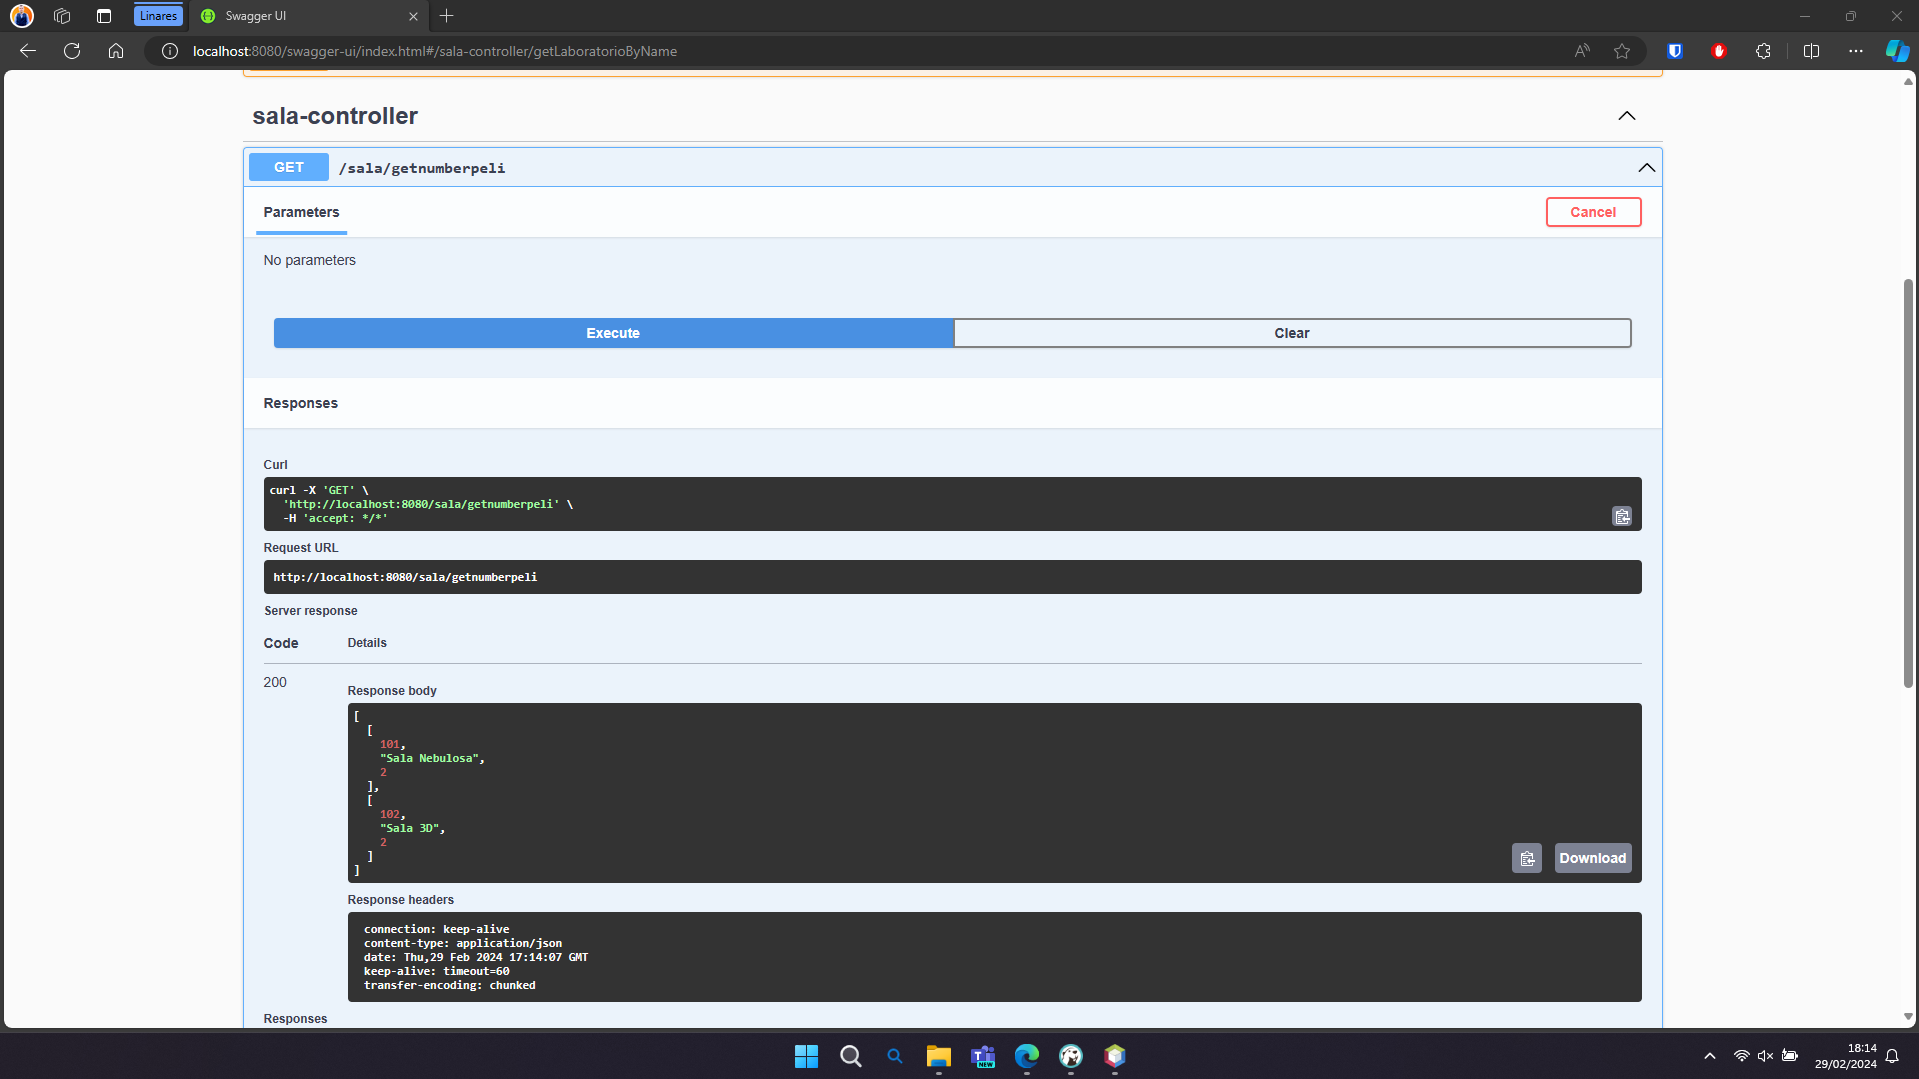 Linares
Swagger UI
localhost:8080/swagger-ui/index.html#/sala-controller/getLaboratorioByName
sala-controller
GET
/sala/getnumberpeli
Parameters
Cancel
No parameters
Execute
Clear
Responses
Curl
curl -X 'GET' \
'http://localhost:8080/sala/getnumberpeli' \
-H 'accept: */*'
Request URL
http://localhost:8080/sala/getnumberpeli
Server response
Code
Details
200
Response body
[
[
101,
"Sala Nebulosa",
2
],
[
102,
"Sala 3D",
2
]
]
Download
Response headers
connection: keep-alive
content-type: application/json
date: Thu,29 Feb 2024 17:14:07 GMT
keep-alive: timeout=60
transfer-encoding: chunked
Responses
NEW
18:14
29/02/2024